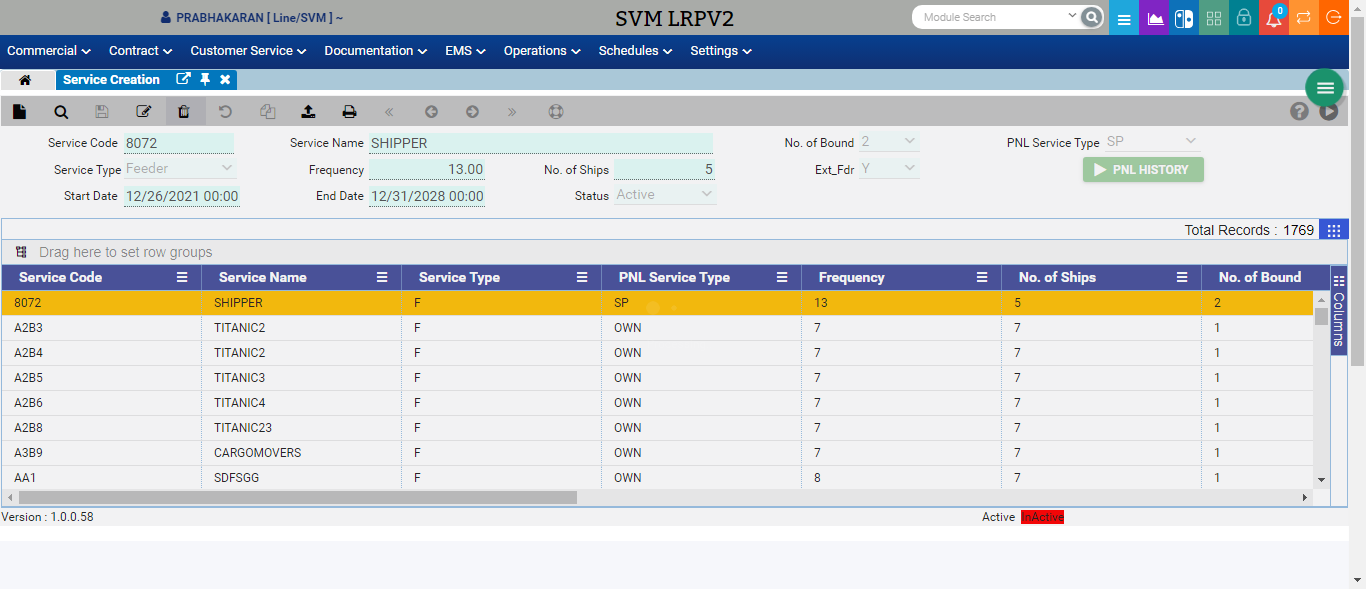 PRABHAKARAN [ Line/SVM ] ~ SVM LRPV2 Module Search 0
Commercial Contract Customer Service Documentation EMS Operations Schedules Settings
Service Creation
Service Code 8072 Service Name SHIPPER No. of Bound 2 PNL Service Type SP
Service Type Feeder Frequency 13.00 No. of Ships 5 Ext_Fdr Y PNL HISTORY
Start Date 12/26/2021 00:00 End Date 12/31/2028 00:00 Status Active
Total Records : 1769
Drag here to set row groups
Service Code Service Name Service Type PNL Service Type Frequency No. of Ships No. of Bound
8072 SHIPPER F SP 13 5 2
A2B3 TITANIC2 F OWN 7 7 1
A2B4 TITANIC2 F OWN 7 7 1
A2B5 TITANIC3 F OWN 7 7 1
A2B6 TITANIC4 F OWN 7 7 1
A2B8 TITANIC23 F OWN 7 7 1
A3B9 CARGOMOVERS F OWN 7 7 1
AA1 SDFSGG F OWN 8 7 1
Columns
Version : 1.0.0.58 Active InActive